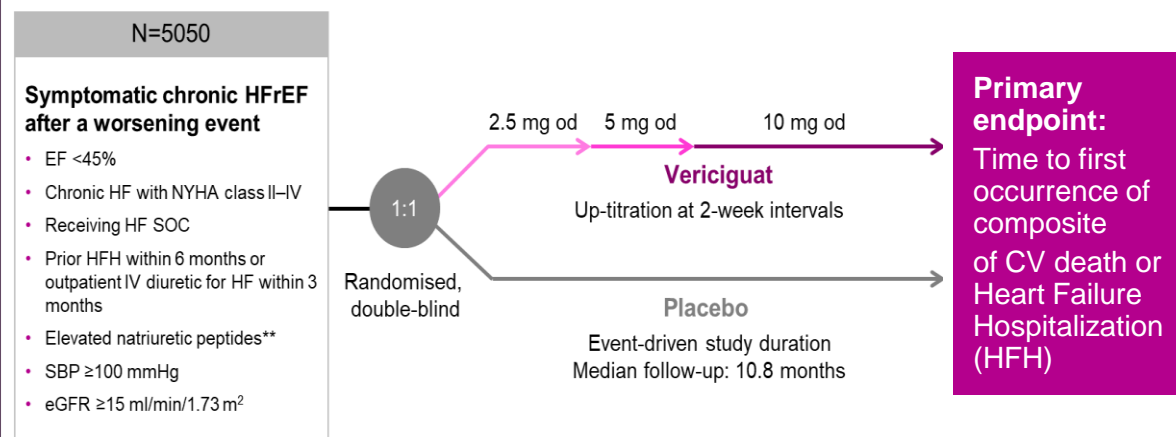 N=5050
Symptomatic chronic HFrEF
after a worsening event
• EF <45%
• Chronic HF with NYHA class II–IV
• Receiving HF SOC
• Prior HFH within 6 months or
outpatient IV diuretic for HF within 3
months
• Elevated natriuretic peptides**
• SBP ≥100 mmHg
• eGFR ≥15 ml/min/1.73 m²
1:1
Randomised,
double-blind
2.5 mg od 5 mg od 10 mg od
Vericiguat
Up-titration at 2-week intervals
Placebo
Event-driven study duration
Median follow-up: 10.8 months
Primary
endpoint:
Time to first
occurrence of
composite
of CV death or
Heart Failure
Hospitalization
(HFH)